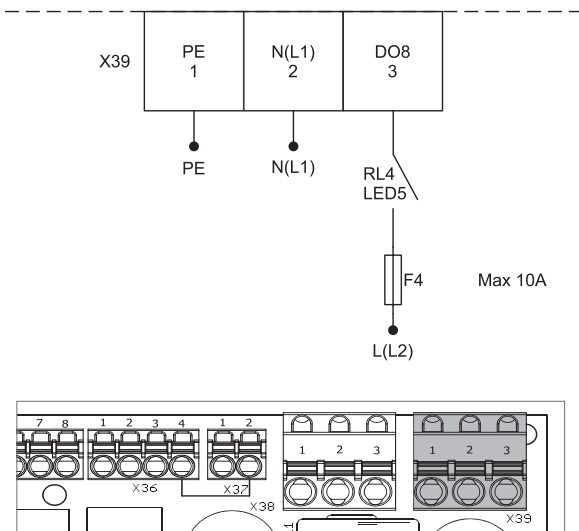 X39
PE N(L1) DO8
1 2 3
PE N(L1)
RL4
LED5
F4 Max 10A
L(L2)
7 8 1 2 3 4 1 2
1 2 3 1 2 3
X36 X37
X38 X39